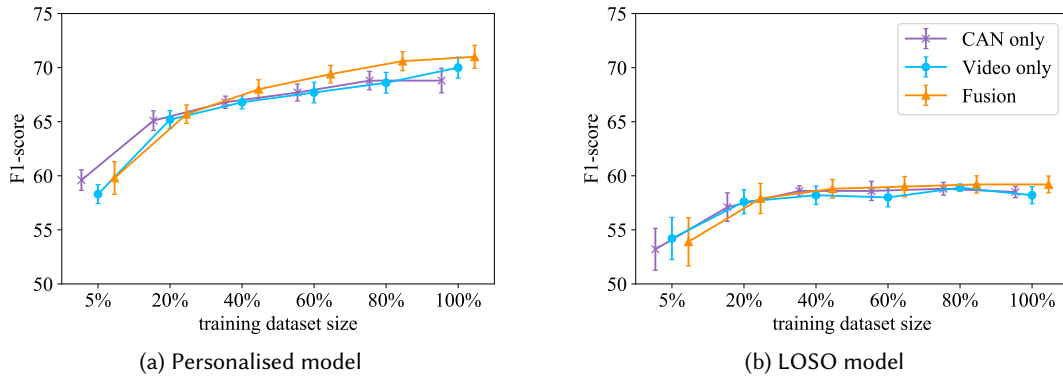 75
70
65
60
55
50
F1-score
5% 20% 40% 60% 80% 100%
training dataset size
(a) Personalised model
75
70
65
60
55
50
F1-score
CAN only
Video only
Fusion
5% 20% 40% 60% 80% 100%
training dataset size
(b) LOSO model